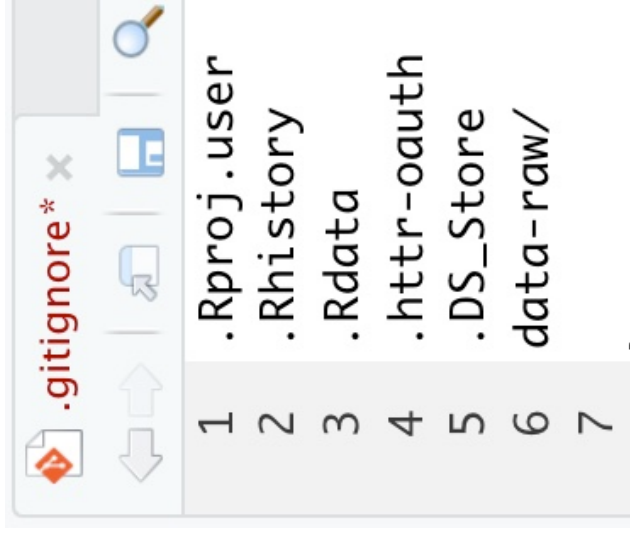 .gitignore* ×
1 .Rproj.user
2 .Rhistory
3 .Rdata
4 .httr-oauth
5 .DS_Store
6 data-raw/
7